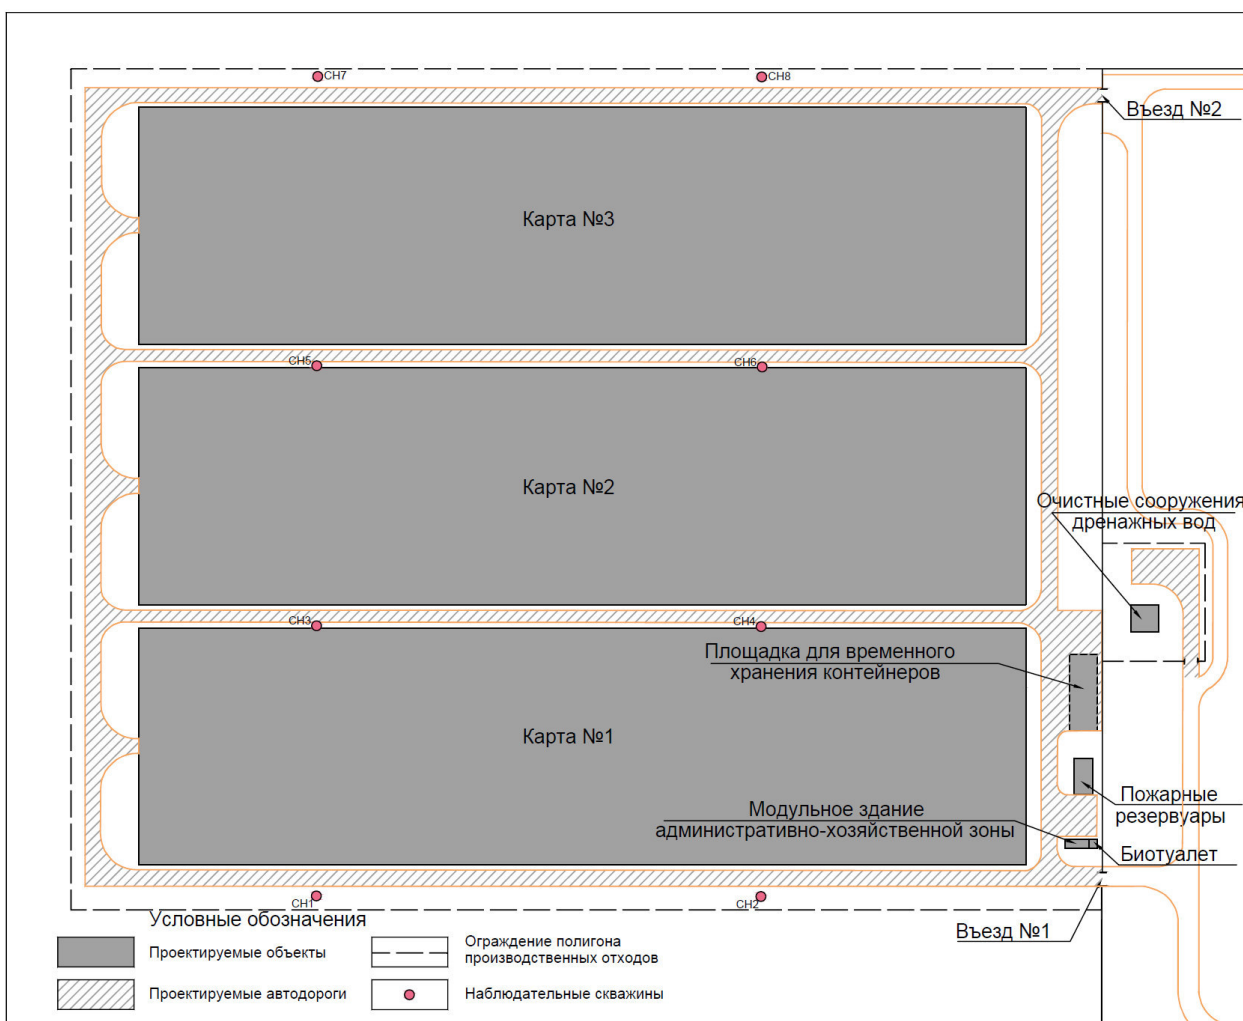 СН7
СН8
Въезд №2
Карта №3
СН5
СН6
Карта №2
Очистные сооружения
дренажных вод
СН3
СН4
Площадка для временного
хранения контейнеров
Карта №1
Модульное здание
административно-хозяйственной зоны
Пожарные
резервуары
Биотуалет
СН1
СН2
Въезд №1
Условные обозначения
Проектируемые объекты
Ограждение полигона
производственных отходов
Проектируемые автодороги
Наблюдательные скважины